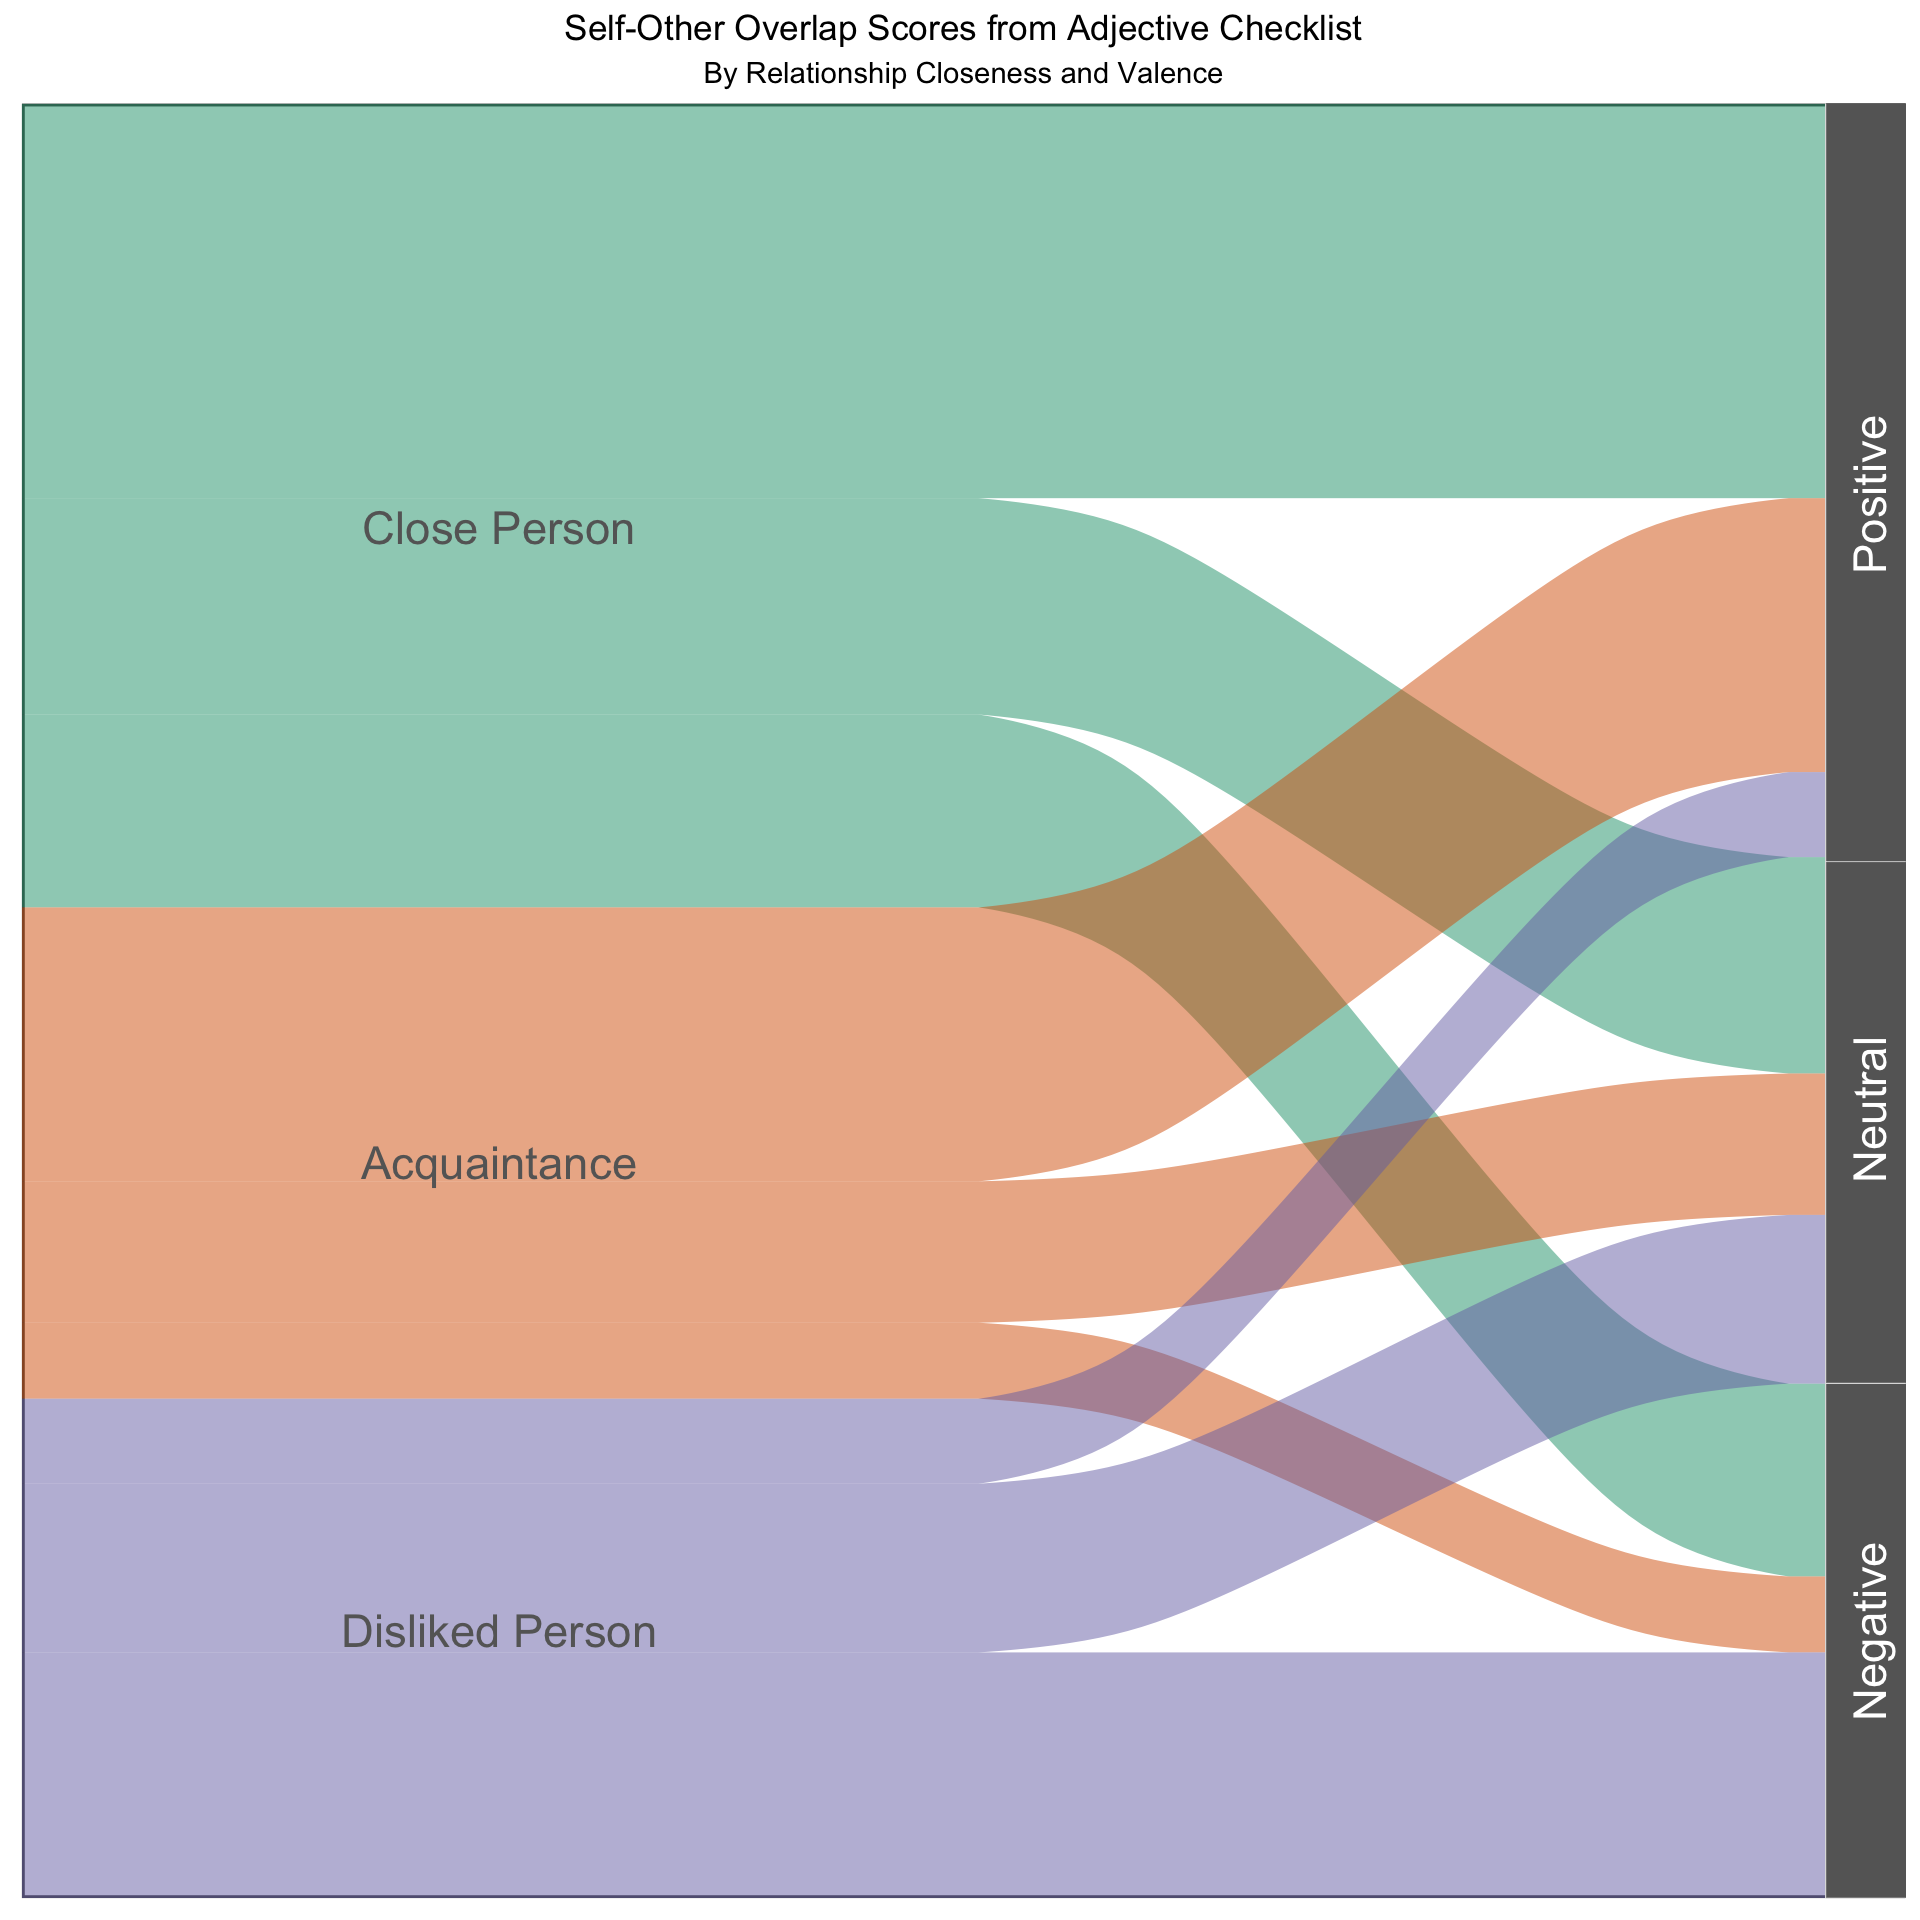 Self-Other Overlap Scores from Adjective Checklist
By Relationship Closeness and Valence
Close Person
Acquaintance
Disliked Person
Positive
Neutral
Negative